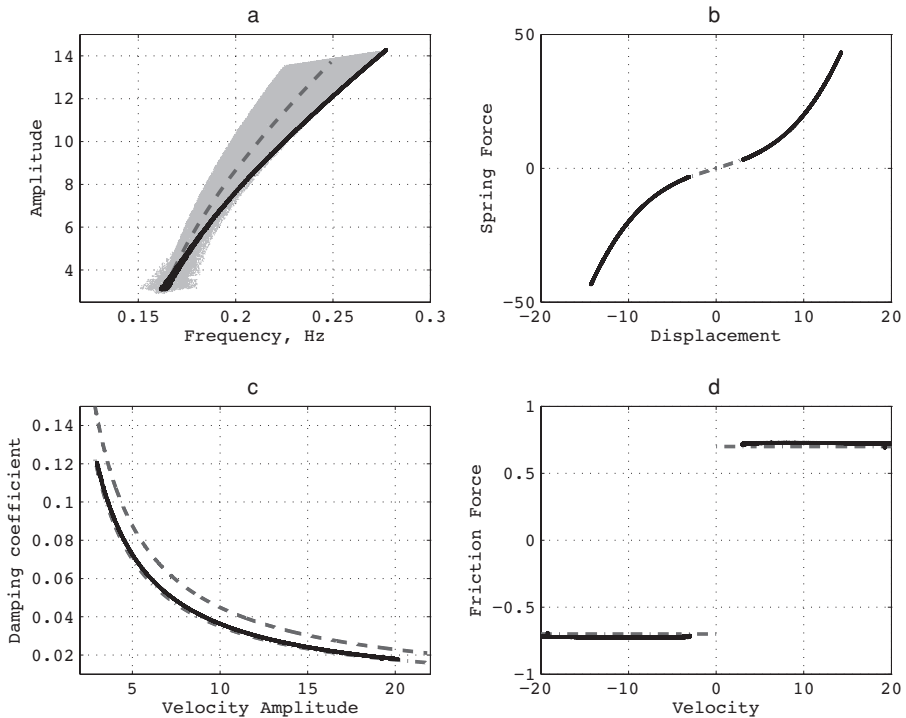 a
14
12
10
8
6
4
Amplitude
0.15 0.2 0.25 0.3
Frequency, Hz
b
50
0
−50
Spring Force
−20 −10 0 10 20
Displacement
c
0.14
0.12
0.1
0.08
0.06
0.04
0.02
Damping coefficient
5 10 15 20
Velocity Amplitude
d
1
0.5
0
−0.5
−1
Friction Force
−20 −10 0 10 20
Velocity